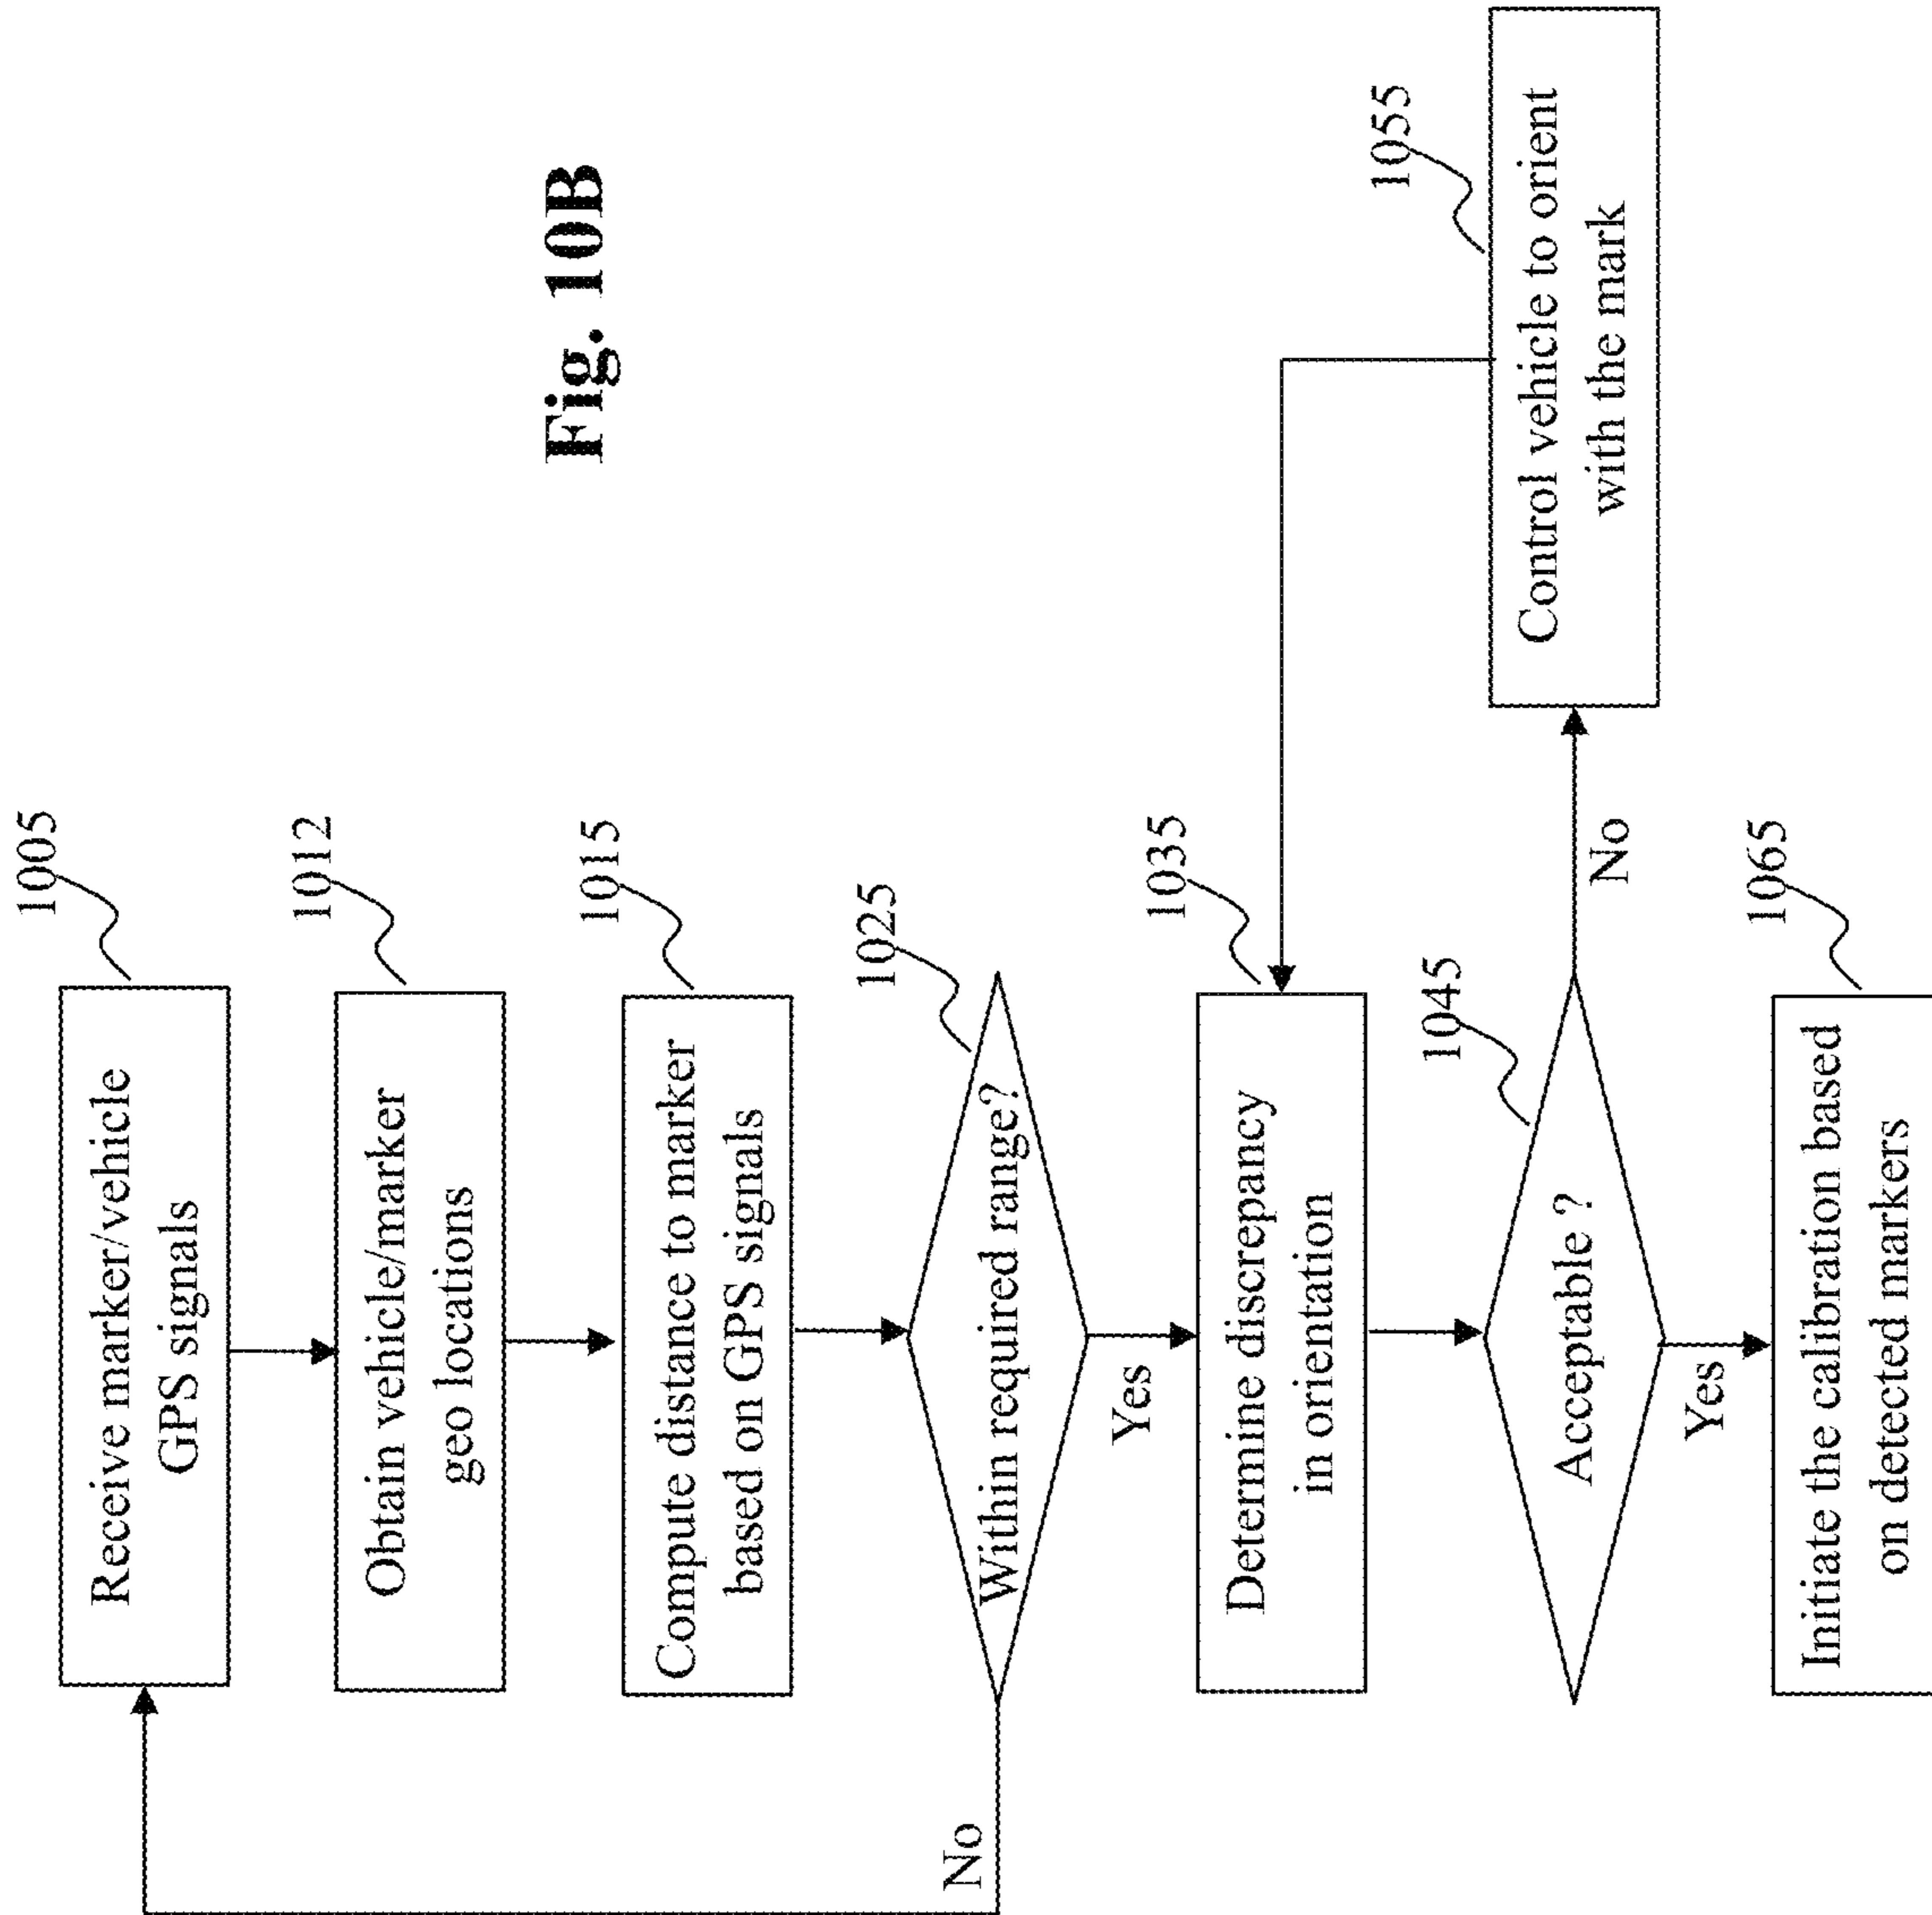 1005
Receive marker/vehicle
GPS signals
1012
Obtain vehicle/marker
geo locations
1015
Compute distance to marker
based on GPS signals
1025
Within required range?
No
Yes
1035
Determine discrepancy
in orientation
1045
Acceptable ?
No
Yes
1055
Control vehicle to orient
with the mark
1065
Initiate the calibration based
on detected markers
Fig. 10B